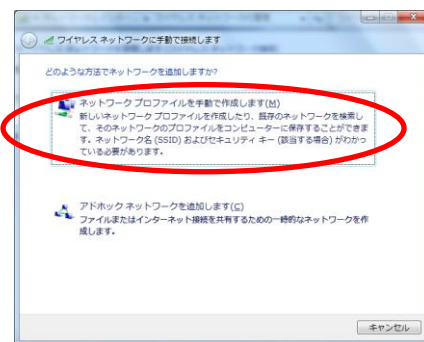 ワイヤレス ネットワークに手動で接続します
どのような方法でネットワークを追加しますか?
ネットワーク プロファイルを手動で作成します(M)
新しいネットワーク プロファイルを作成したり、既存のネットワークを検索し
て、そのネットワークのプロファイルをコンピューターに保存することができま
す。ネットワーク名 (SSID) およびセキュリティ キー (該当する場合) がわかっ
ている必要があります。
アドホック ネットワークを追加します(C)
ファイルまたはインターネット接続を共有するための一時的なネットワークを作
成します。
キャンセル